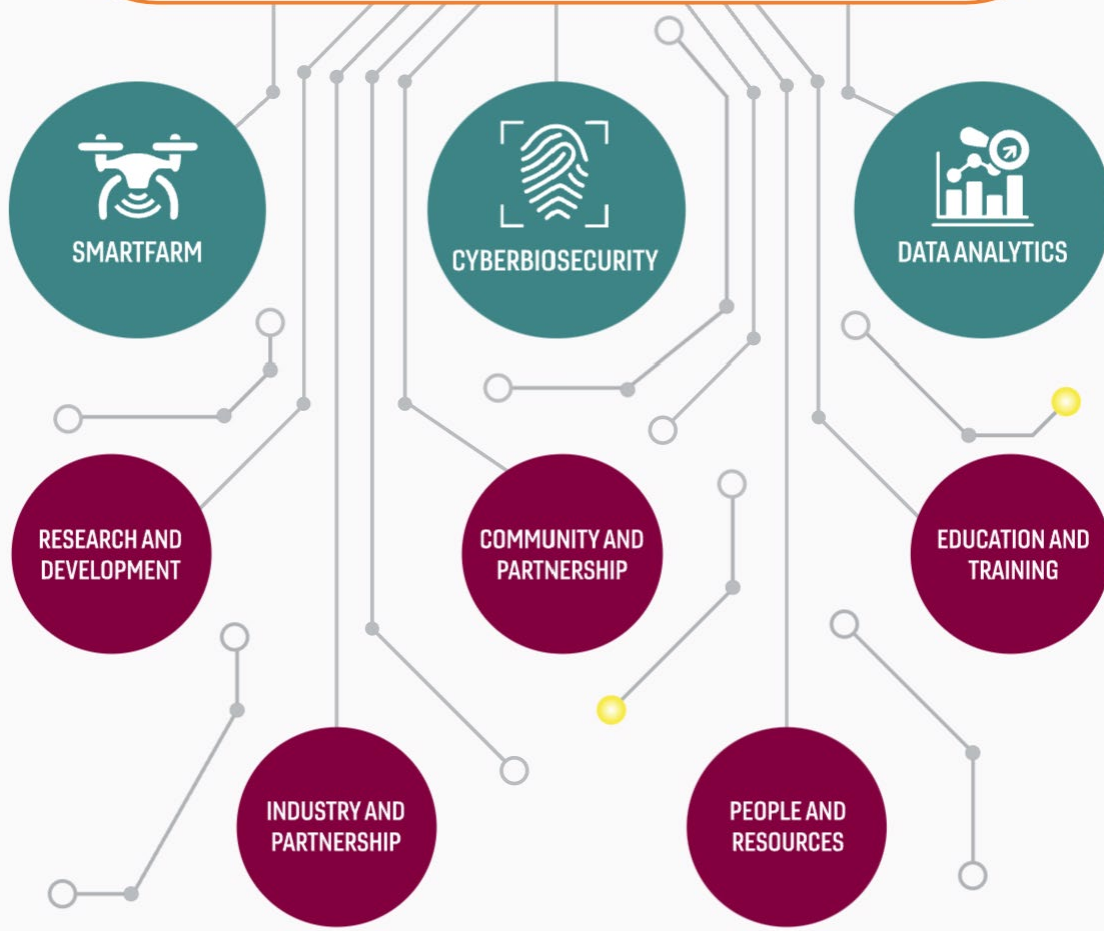 SMARTFARM
CYBERBIOSECURITY
DATA ANALYTICS
RESEARCH AND
DEVELOPMENT
COMMUNITY AND
PARTNERSHIP
EDUCATION AND
TRAINING
INDUSTRY AND
PARTNERSHIP
PEOPLE AND
RESOURCES